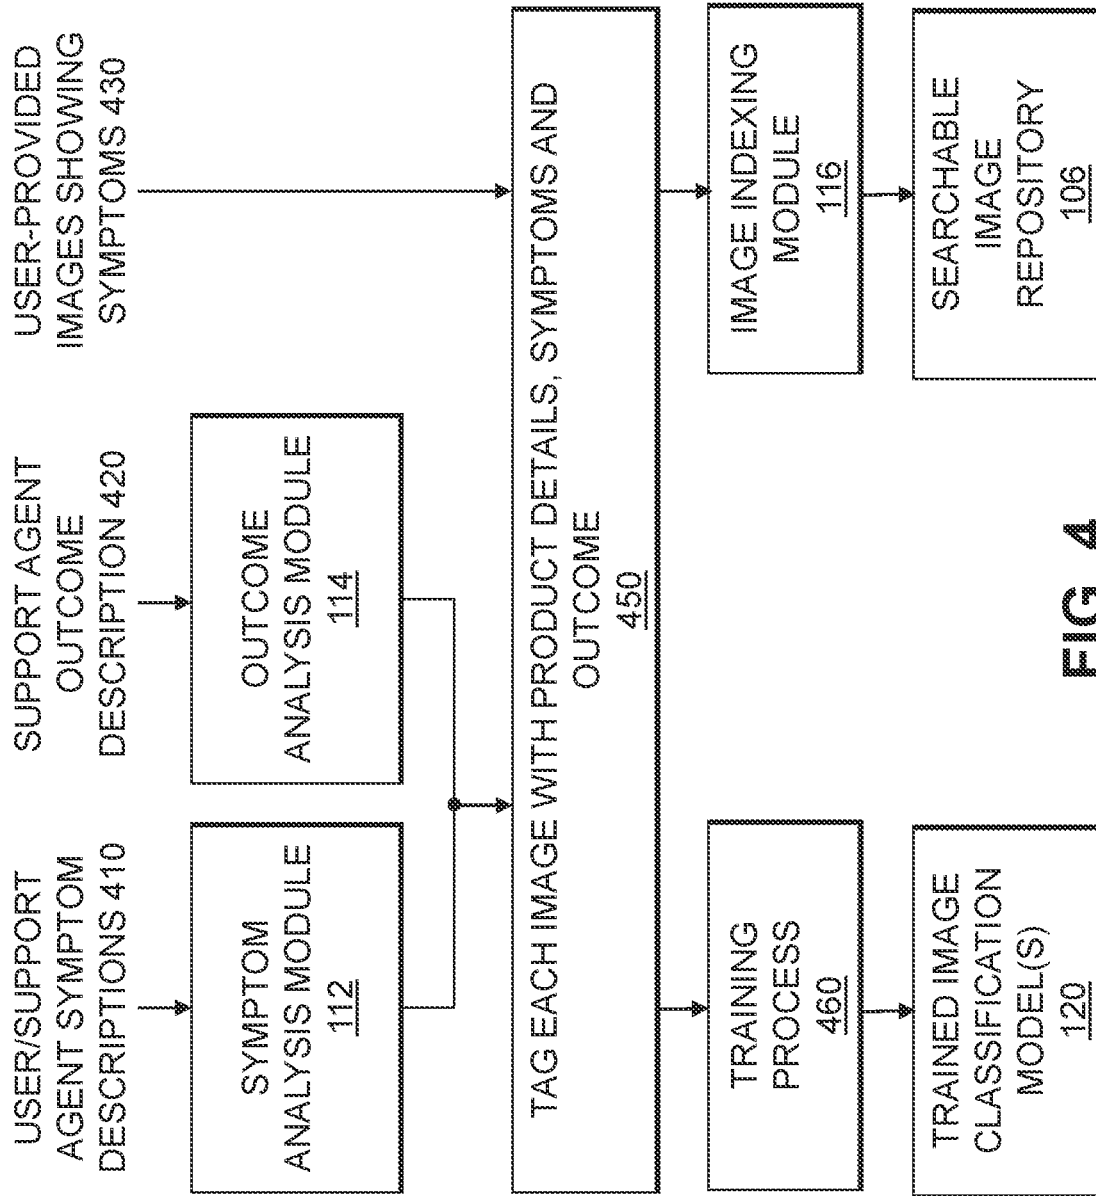 USER/SUPPORT
AGENT SYMPTOM
DESCRIPTIONS 410
SUPPORT AGENT
OUTCOME
DESCRIPTION 420
USER-PROVIDED
IMAGES SHOWING
SYMPTOMS 430
SYMPTOM
ANALYSIS MODULE
112
OUTCOME
ANALYSIS MODULE
114
TAG EACH IMAGE WITH PRODUCT DETAILS, SYMPTOMS AND
OUTCOME
450
TRAINING
PROCESS
460
IMAGE INDEXING
MODULE
116
TRAINED IMAGE
CLASSIFICATION
MODEL(S)
120
SEARCHABLE
IMAGE
REPOSITORY
106
FIG. 4